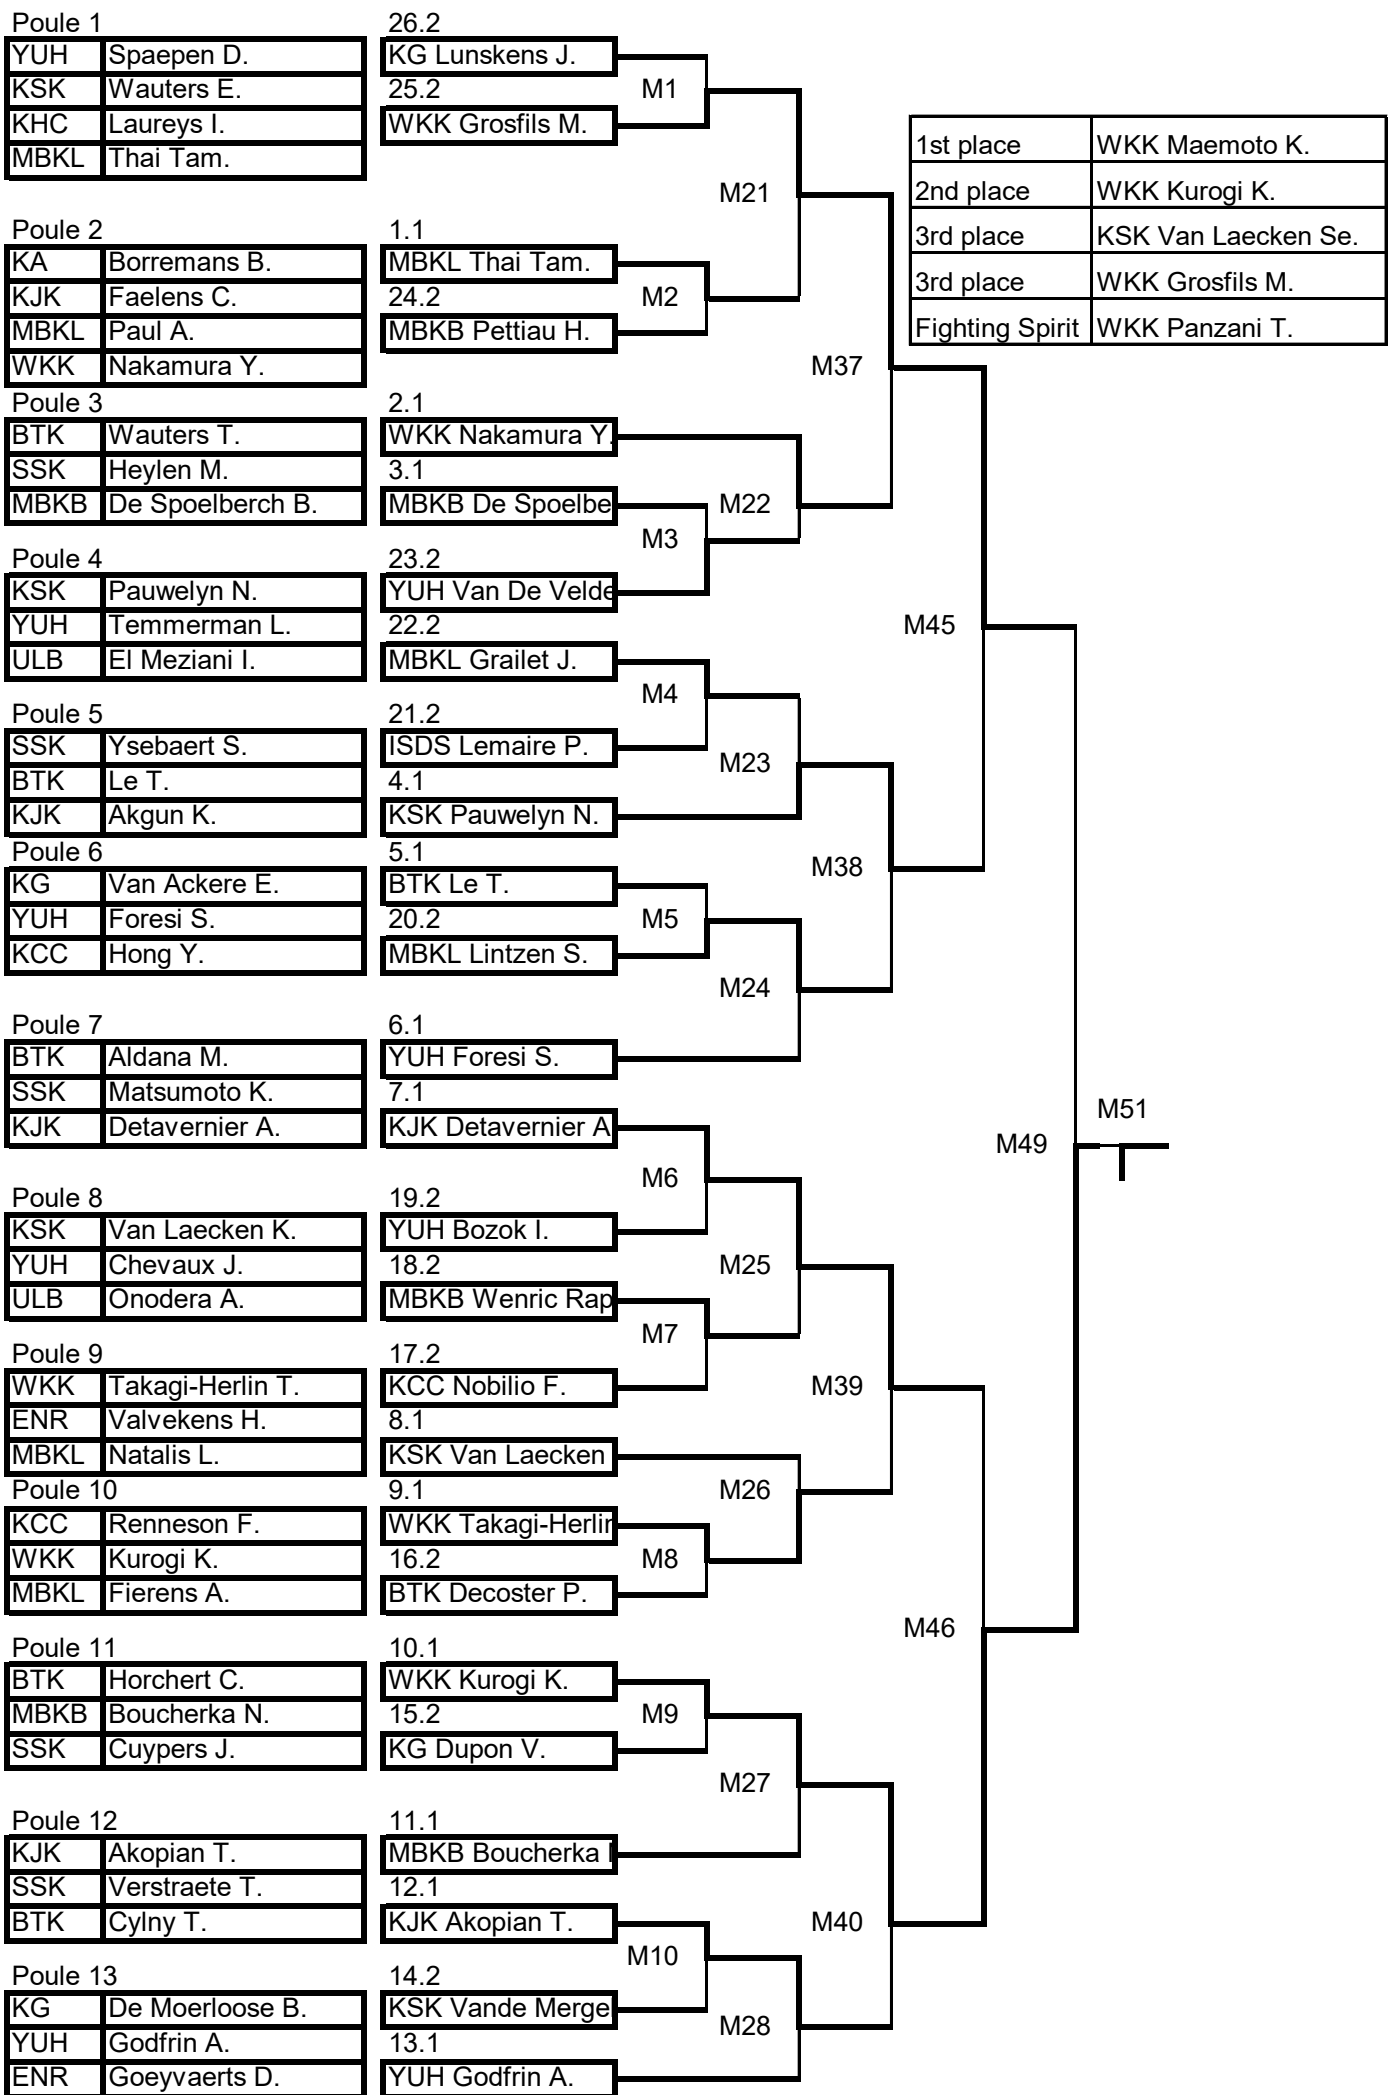 Poule 1 26.2
YUH Spaepen D. KG Lunskens J.
KSK Wauters E. 25.2 M1
KHC Laureys I. WKK Grosfils M.
1st place WKK Maemoto K.
MBKL Thai Tam.
2nd place WKK Kurogi K.
M21
Poule 2 1.1
3rd place KSK Van Laecken Se.
KA Borremans B. MBKL Thai Tam.
3rd place WKK Grosfils M.
KJK Faelens C. 24.2 M2
MBKL Paul A. MBKB Pettiau H.
Fighting Spirit WKK Panzani T.
WKK Nakamura Y. M37
Poule 3 2.1
BTK Wauters T. WKK Nakamura Y.
SSK Heylen M. 3.1
MBKB De Spoelberch B. MBKB De Spoelbe M22
M3
Poule 4 23.2
KSK Pauwelyn N. YUH Van De Velde
YUH Temmerman L. 22.2 M45
ULB El Meziani I. MBKL Grailet J.
M4
Poule 5 21.2
SSK Ysebaert S. ISDS Lemaire P.
M23
BTK Le T. 4.1
KJK Akgun K. KSK Pauwelyn N.
Poule 6 5.1 M38
KG Van Ackere E. BTK Le T.
YUH Foresi S. 20.2 M5
KCC Hong Y. MBKL Lintzen S.
M24
Poule 7 6.1
BTK Aldana M. YUH Foresi S.
SSK Matsumoto K. 7.1
M51
KJK Detavernier A. KJK Detavernier A
M49
M6
Poule 8 19.2
KSK Van Laecken K. YUH Bozok I.
YUH Chevaux J. 18.2 M25
ULB Onodera A. MBKB Wenric Rap
M7
Poule 9 17.2
WKK Takagi-Herlin T. KCC Nobilio F. M39
ENR Valvekens H. 8.1
MBKL Natalis L. KSK Van Laecken
Poule 10 9.1 M26
KCC Renneson F. WKK Takagi-Herlin
WKK Kurogi K. 16.2 M8
MBKL Fierens A. BTK Decoster P.
M46
Poule 11 10.1
BTK Horchert C. WKK Kurogi K.
MBKB Boucherka N. 15.2 M9
SSK Cuypers J. KG Dupon V.
M27
Poule 12 11.1
KJK Akopian T. MBKB Boucherka
SSK Verstraete T. 12.1
BTK Cylny T. KJK Akopian T. M40
M10
Poule 13 14.2
KG De Moerloose B. KSK Vande Merge
M28
YUH Godfrin A. 13.1
ENR Goeyvaerts D. YUH Godfrin A.